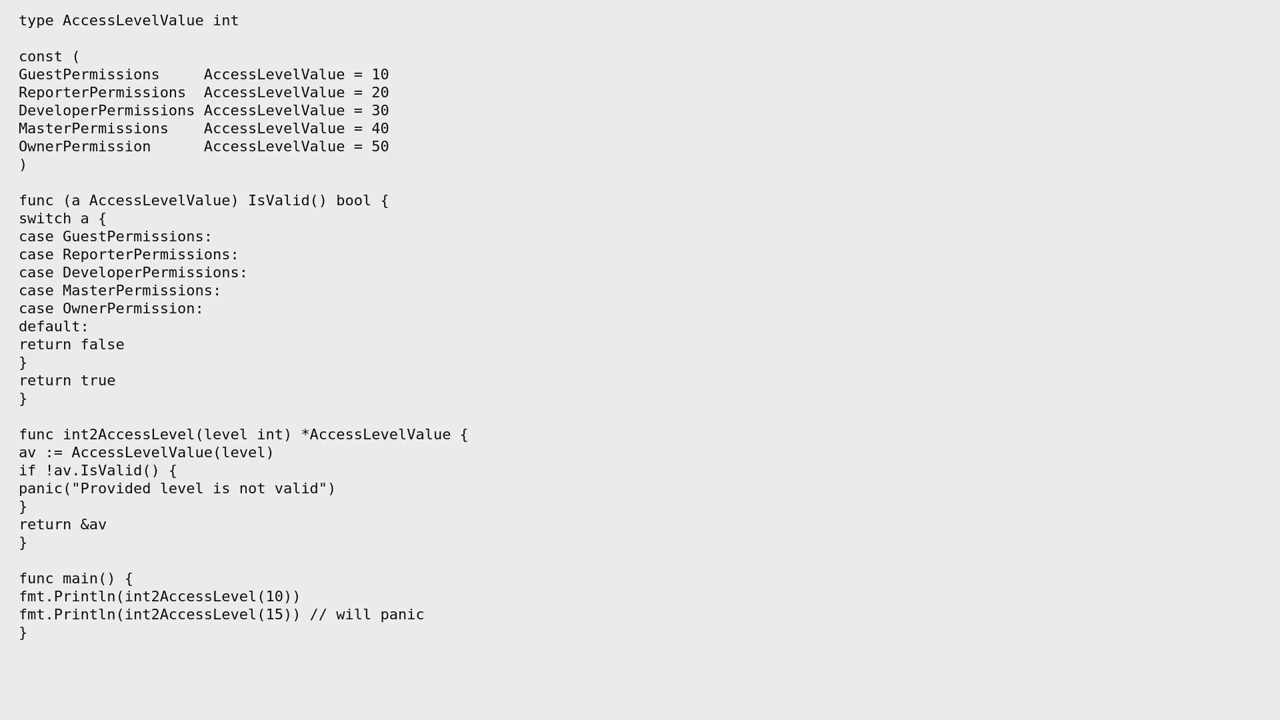 type AccessLevelValue int

const (
GuestPermissions     AccessLevelValue = 10
ReporterPermissions  AccessLevelValue = 20
DeveloperPermissions AccessLevelValue = 30
MasterPermissions    AccessLevelValue = 40
OwnerPermission      AccessLevelValue = 50
)

func (a AccessLevelValue) IsValid() bool {
switch a {
case GuestPermissions:
case ReporterPermissions:
case DeveloperPermissions:
case MasterPermissions:
case OwnerPermission:
default:
return false
}
return true
}

func int2AccessLevel(level int) *AccessLevelValue {
av := AccessLevelValue(level)
if !av.IsValid() {
panic("Provided level is not valid")
}
return &av
}

func main() {
fmt.Println(int2AccessLevel(10))
fmt.Println(int2AccessLevel(15)) // will panic
}